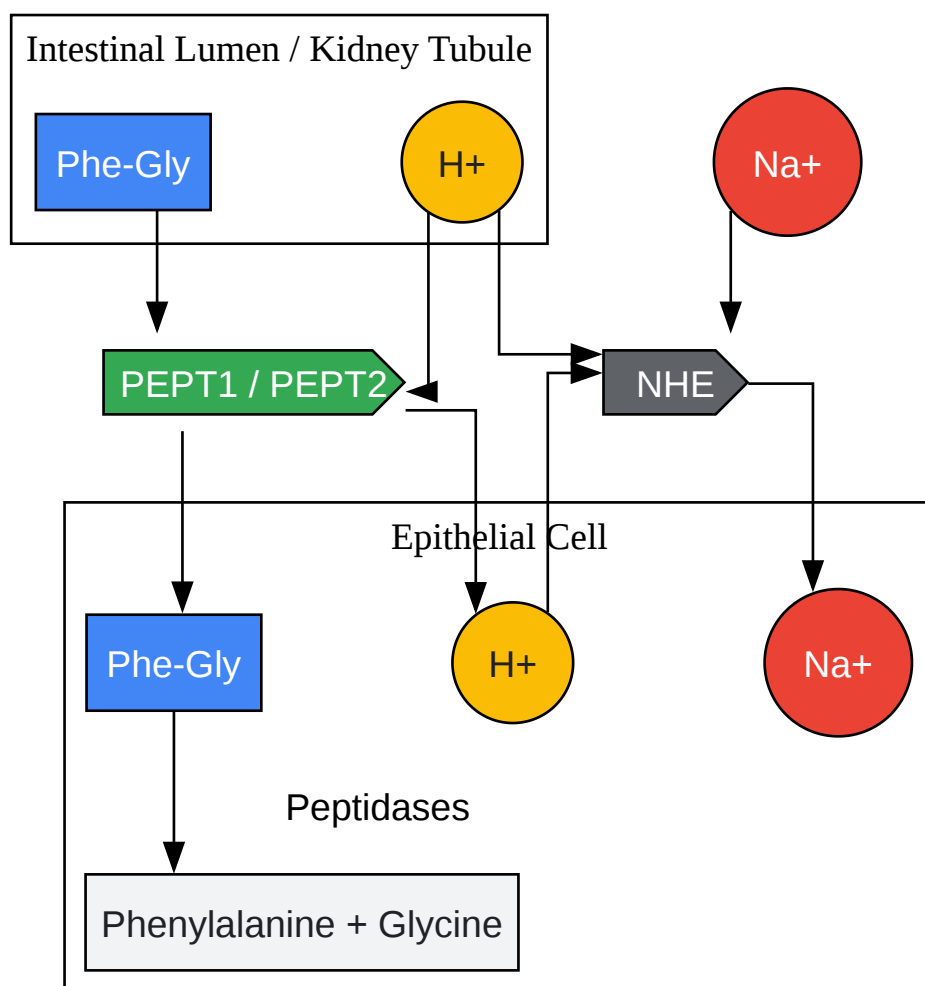 Intestinal Lumen / Kidney Tubule
Phe-Gly
H+
Na+
PEPT1 / PEPT2
NHE
Epithelial Cell
Phe-Gly
H+
Na+
Peptidases
Phenylalanine + Glycine